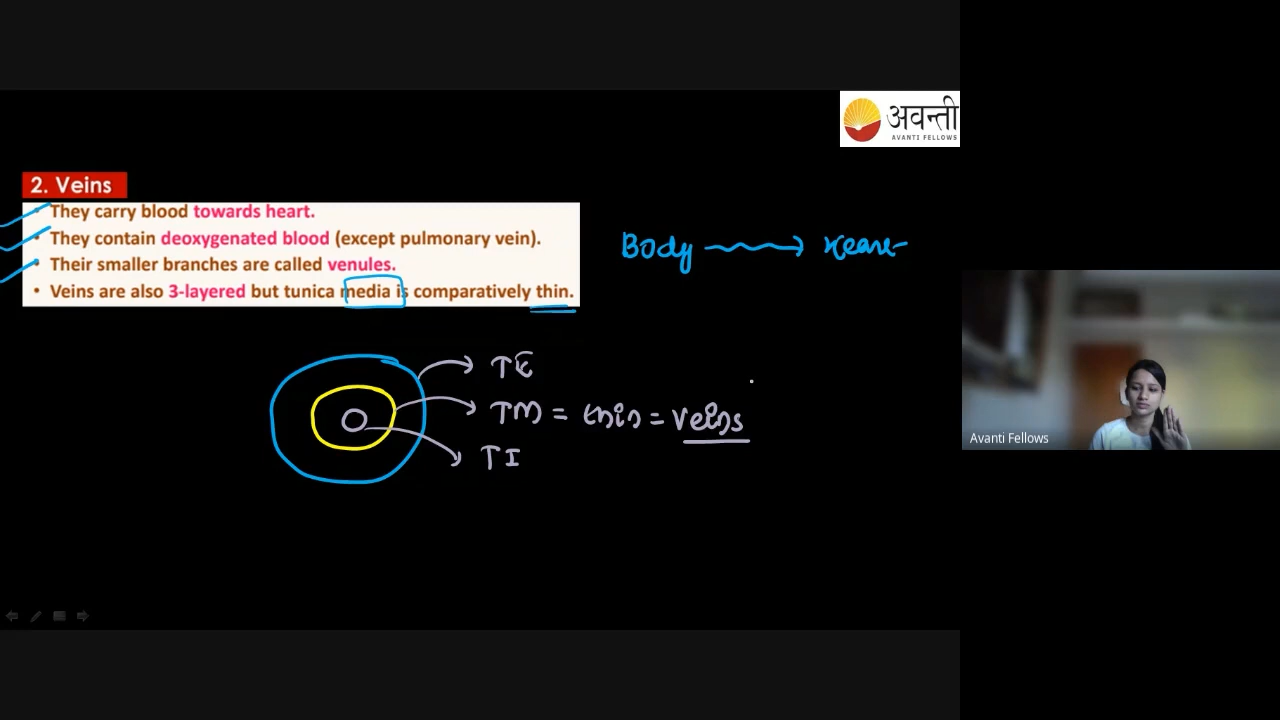 अवन्ती
AVANTI FELLOWS
2. Veins
• They carry blood towards heart.
• They contain deoxygenated blood (except pulmonary vein).
• Their smaller branches are called venules.
• Veins are also 3-layered but tunica media is comparatively thin.
Body → Heart
TE
TM = thin = veins
TI
Avanti Fellows